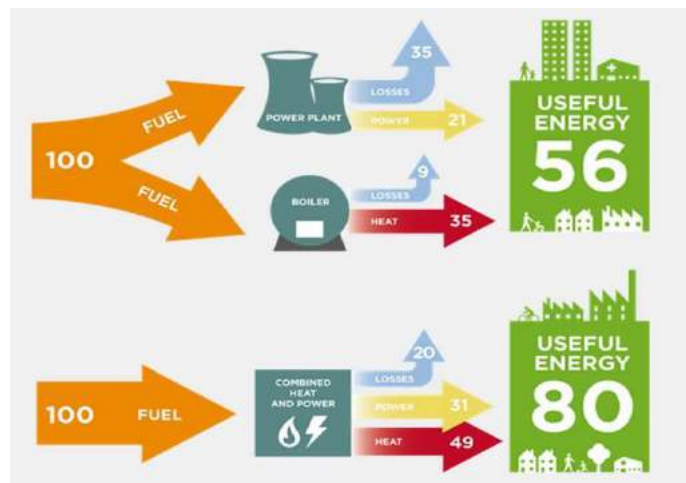 100
FUEL
FUEL
POWER PLANT
35
LOSSES
POWER
21
BOILER
9
LOSSES
HEAT
35
USEFUL
ENERGY
56
100
FUEL
COMBINED
HEAT
AND POWER
20
LOSSES
POWER
31
HEAT
49
USEFUL
ENERGY
80